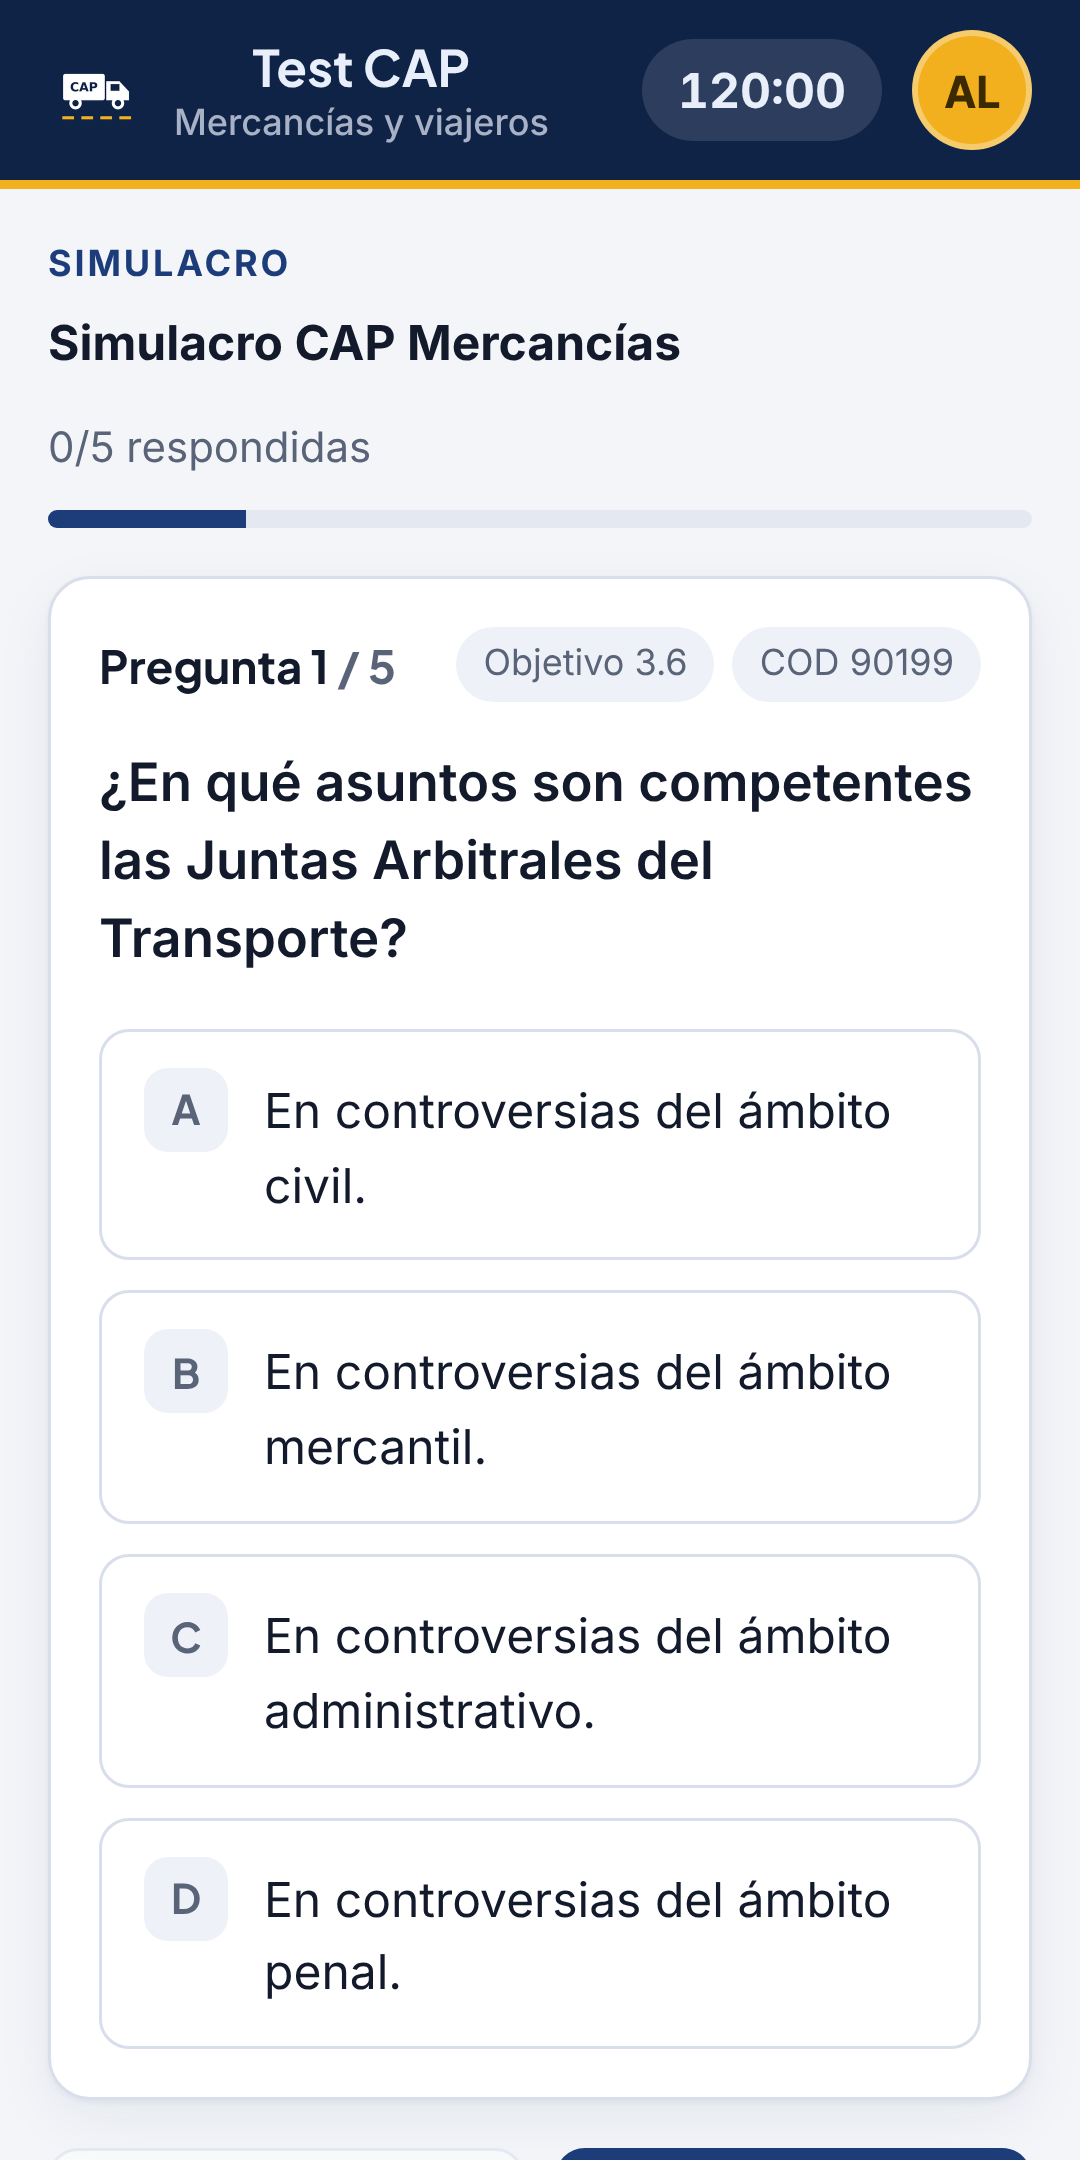 CAP
Test CAP
Mercancías y viajeros
120:00
AL
SIMULACRO
Simulacro CAP Mercancías
0/5 respondidas
Pregunta 1 / 5
Objetivo 3.6
COD 90199
¿En qué asuntos son competentes
las Juntas Arbitrales del
Transporte?
A
En controversias del ámbito
civil.
B
En controversias del ámbito
mercantil.
C
En controversias del ámbito
administrativo.
D
En controversias del ámbito
penal.